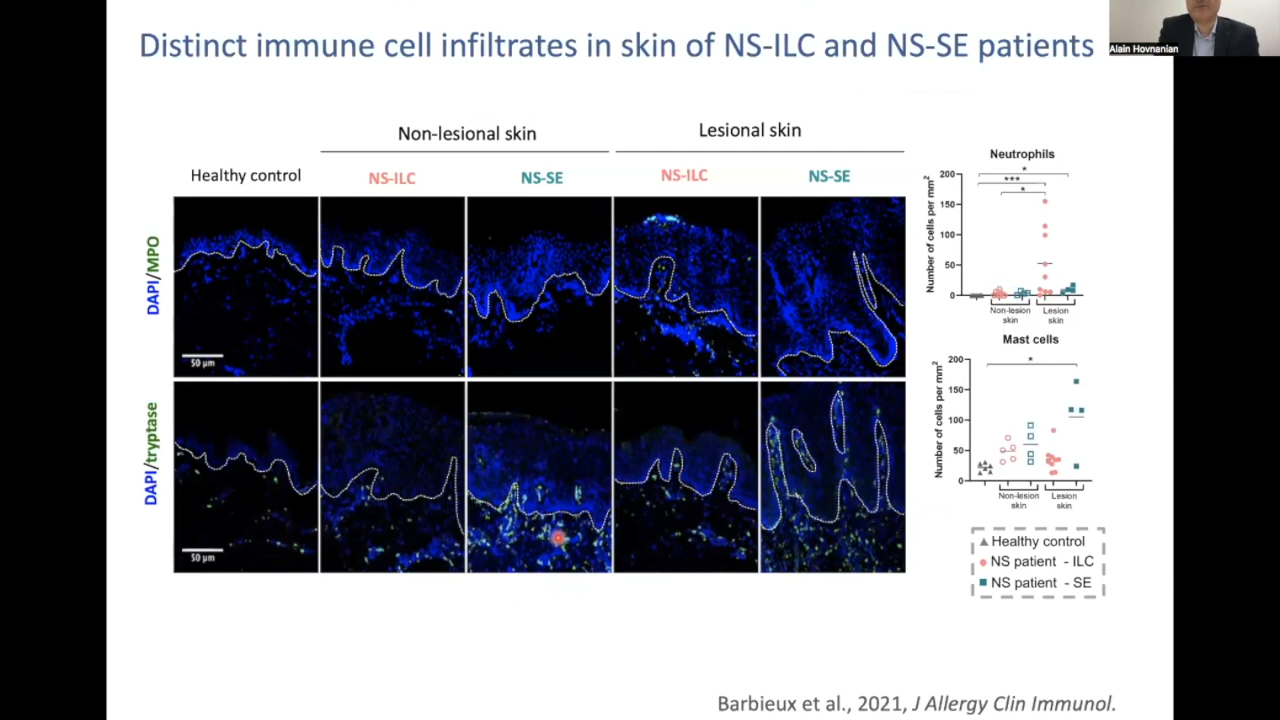 Distinct immune cell infiltrates in skin of NS-ILC and NS-SE patients
Alain Hovnanian
Non-lesional skin
Lesional skin
Healthy control
NS-ILC
NS-SE
NS-ILC
NS-SE
DAPI/MPO
50 μm
DAPI/tryptase
50 μm
Neutrophils
Number of cells per mm²
200
150
100
50
0
*
***
*
Non-lesion
skin
Lesion
skin
Mast cells
Number of cells per mm²
200
150
100
50
0
*
Non-lesion
skin
Lesion
skin
Healthy control
NS patient - ILC
NS patient - SE
Barbieux et al., 2021, J Allergy Clin Immunol.